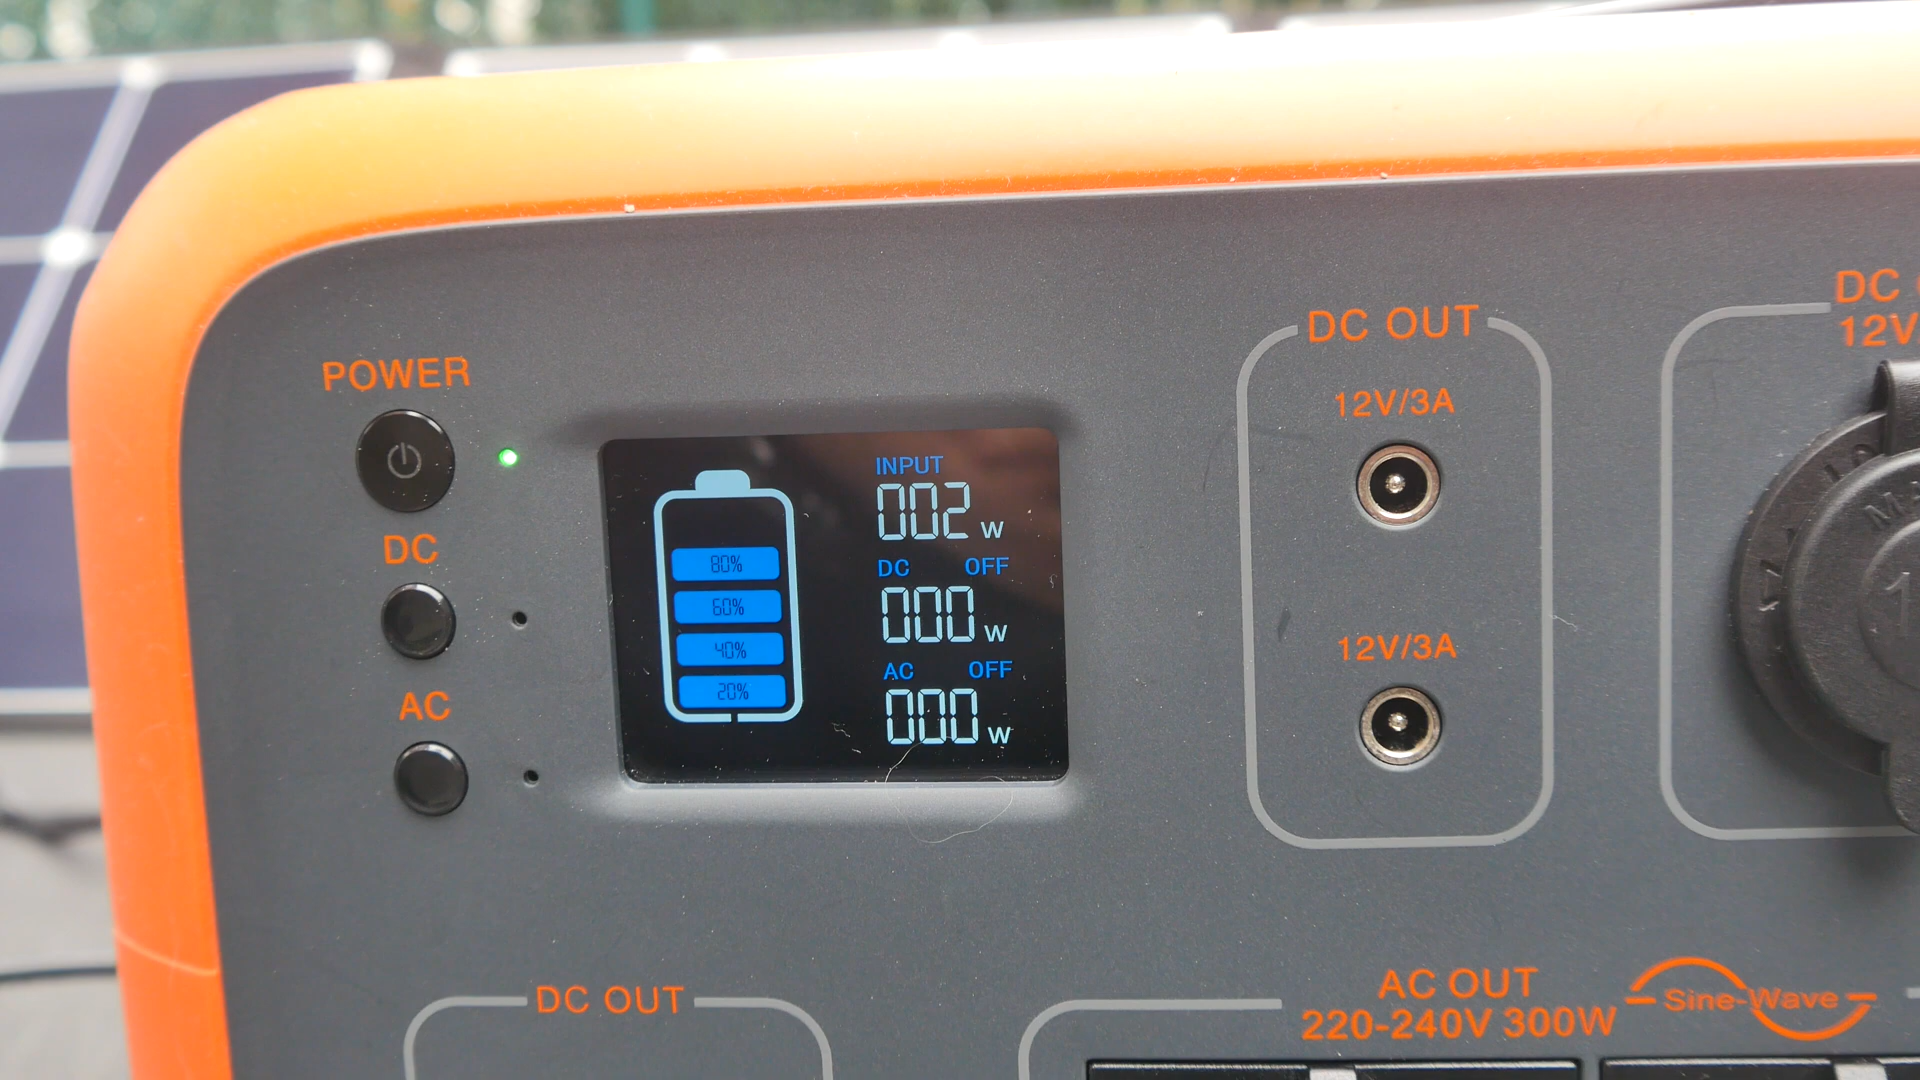 POWER
DC
AC
80%
60%
40%
20%
INPUT
002 W
DC OFF
000 W
AC OFF
000 W
DC OUT
12V/3A
12V/3A
DC
12V
DC OUT
AC OUT
220-240V 300W
Sine-Wave